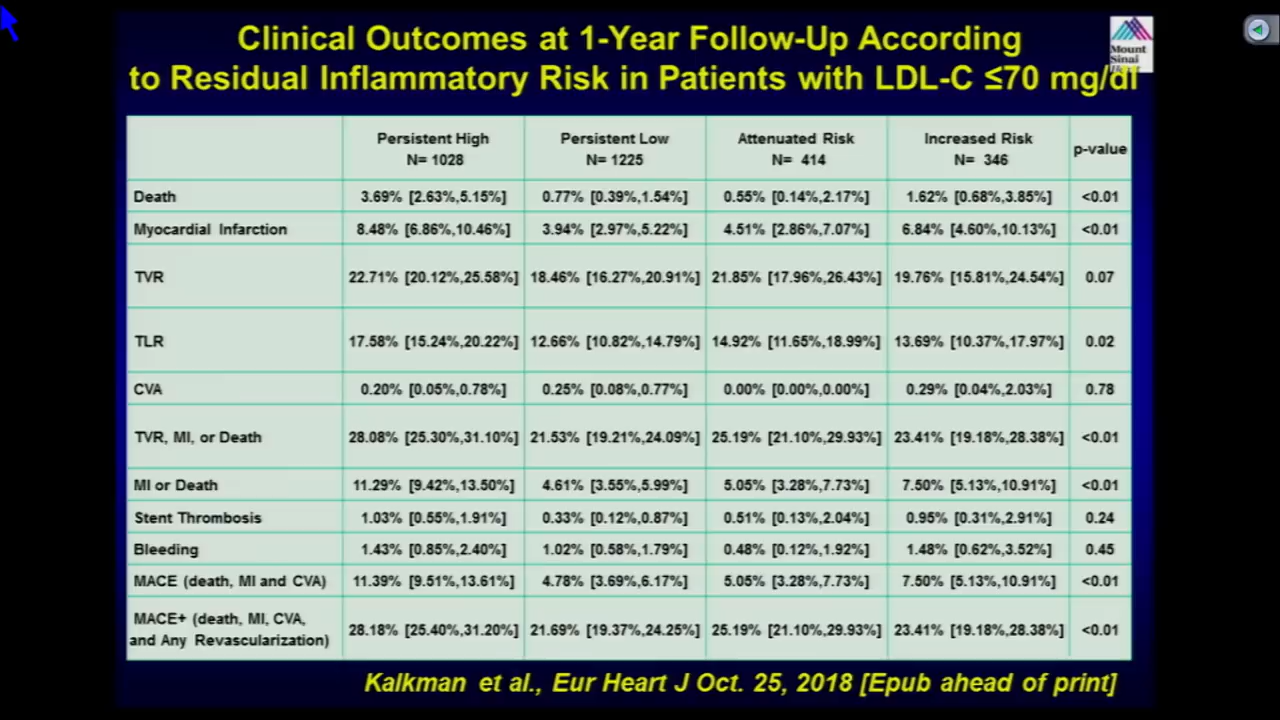 Clinical Outcomes at 1-Year Follow-Up According
to Residual Inflammatory Risk in Patients with LDL-C ≤70 mg/dl
Mount
Sinai
Heart
Persistent High Persistent Low Attenuated Risk Increased Risk p-value
N= 1028 N= 1225 N= 414 N= 346
Death 3.69% [2.63%,5.15%] 0.77% [0.39%,1.54%] 0.55% [0.14%,2.17%] 1.62% [0.68%,3.85%] <0.01
Myocardial Infarction 8.48% [6.86%,10.46%] 3.94% [2.97%,5.22%] 4.51% [2.86%,7.07%] 6.84% [4.60%,10.13%] <0.01
TVR 22.71% [20.12%,25.58%] 18.46% [16.27%,20.91%] 21.85% [17.96%,26.43%] 19.76% [15.81%,24.54%] 0.07
TLR 17.58% [15.24%,20.22%] 12.66% [10.82%,14.79%] 14.92% [11.65%,18.99%] 13.69% [10.37%,17.97%] 0.02
CVA 0.20% [0.05%,0.78%] 0.25% [0.08%,0.77%] 0.00% [0.00%,0.00%] 0.29% [0.04%,2.03%] 0.78
TVR, MI, or Death 28.08% [25.30%,31.10%] 21.53% [19.21%,24.09%] 25.19% [21.10%,29.93%] 23.41% [19.18%,28.38%] <0.01
MI or Death 11.29% [9.42%,13.50%] 4.61% [3.55%,5.99%] 5.05% [3.28%,7.73%] 7.50% [5.13%,10.91%] <0.01
Stent Thrombosis 1.03% [0.55%,1.91%] 0.33% [0.12%,0.87%] 0.51% [0.13%,2.04%] 0.95% [0.31%,2.91%] 0.24
Bleeding 1.43% [0.85%,2.40%] 1.02% [0.58%,1.79%] 0.48% [0.12%,1.92%] 1.48% [0.62%,3.52%] 0.45
MACE (death, MI and CVA) 11.39% [9.51%,13.61%] 4.78% [3.69%,6.17%] 5.05% [3.28%,7.73%] 7.50% [5.13%,10.91%] <0.01
MACE+ (death, MI, CVA,
and Any Revascularization) 28.18% [25.40%,31.20%] 21.69% [19.37%,24.25%] 25.19% [21.10%,29.93%] 23.41% [19.18%,28.38%] <0.01
Kalkman et al., Eur Heart J Oct. 25, 2018 [Epub ahead of print]